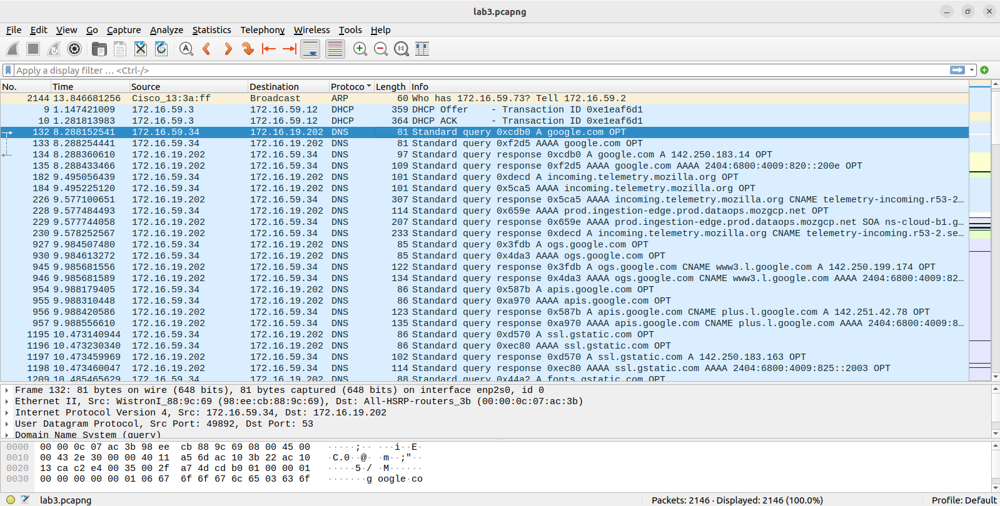 lab3.pcapng
File Edit View Go Capture Analyze Statistics Telephony Wireless Tools Help
Apply a display filter … <Ctrl-/>
No. Time Source Destination Protoco Length Info
2144 13.846681256 Cisco_13:3a:ff Broadcast ARP 60 Who has 172.16.59.73? Tell 172.16.59.2
9 1.147421009 172.16.59.3 172.16.59.12 DHCP 359 DHCP Offer - Transaction ID 0xe1eaf6d1
10 1.281813983 172.16.59.3 172.16.59.12 DHCP 364 DHCP ACK - Transaction ID 0xe1eaf6d1
132 8.288152541 172.16.59.34 172.16.19.202 DNS 81 Standard query 0xcdb0 A google.com OPT
133 8.288254441 172.16.59.34 172.16.19.202 DNS 81 Standard query 0xf2d5 AAAA google.com OPT
134 8.288360610 172.16.19.202 172.16.59.34 DNS 97 Standard query response 0xcdb0 A google.com A 142.250.183.14 OPT
135 8.288433466 172.16.19.202 172.16.59.34 DNS 109 Standard query response 0xf2d5 AAAA google.com AAAA 2404:6800:4009:820::200e OPT
182 9.495056439 172.16.59.34 172.16.19.202 DNS 101 Standard query 0xdecd A incoming.telemetry.mozilla.org OPT
184 9.495225120 172.16.59.34 172.16.19.202 DNS 101 Standard query 0x5ca5 AAAA incoming.telemetry.mozilla.org OPT
226 9.577100651 172.16.19.202 172.16.59.34 DNS 307 Standard query response 0x5ca5 AAAA incoming.telemetry.mozilla.org CNAME telemetry-incoming.r53-2…
228 9.577484493 172.16.59.34 172.16.19.202 DNS 114 Standard query 0x659e AAAA prod.ingestion-edge.prod.dataops.mozgcp.net OPT
229 9.577744058 172.16.19.202 172.16.59.34 DNS 207 Standard query response 0x659e AAAA prod.ingestion-edge.prod.dataops.mozgcp.net SOA ns-cloud-b1.g…
230 9.578252567 172.16.19.202 172.16.59.34 DNS 233 Standard query response 0xdecd A incoming.telemetry.mozilla.org CNAME telemetry-incoming.r53-2.se…
927 9.984507480 172.16.59.34 172.16.19.202 DNS 85 Standard query 0x3fdb A ogs.google.com OPT
930 9.984613272 172.16.59.34 172.16.19.202 DNS 85 Standard query 0x4da3 AAAA ogs.google.com OPT
945 9.985681556 172.16.19.202 172.16.59.34 DNS 122 Standard query response 0x3fdb A ogs.google.com CNAME www3.l.google.com A 142.250.199.174 OPT
946 9.985681589 172.16.19.202 172.16.59.34 DNS 134 Standard query response 0x4da3 AAAA ogs.google.com CNAME www3.l.google.com AAAA 2404:6800:4009:82…
954 9.988179405 172.16.59.34 172.16.19.202 DNS 86 Standard query 0x587b A apis.google.com OPT
955 9.988310448 172.16.59.34 172.16.19.202 DNS 86 Standard query 0xa970 AAAA apis.google.com OPT
956 9.988420586 172.16.19.202 172.16.59.34 DNS 123 Standard query response 0x587b A apis.google.com CNAME plus.l.google.com A 142.251.42.78 OPT
957 9.988556610 172.16.19.202 172.16.59.34 DNS 135 Standard query response 0xa970 AAAA apis.google.com CNAME plus.l.google.com AAAA 2404:6800:4009:8…
1195 10.473140944 172.16.59.34 172.16.19.202 DNS 86 Standard query 0xd570 A ssl.gstatic.com OPT
1196 10.473230340 172.16.59.34 172.16.19.202 DNS 86 Standard query 0xec80 AAAA ssl.gstatic.com OPT
1197 10.473459969 172.16.19.202 172.16.59.34 DNS 102 Standard query response 0xd570 A ssl.gstatic.com A 142.250.183.163 OPT
1198 10.473460047 172.16.19.202 172.16.59.34 DNS 114 Standard query response 0xec80 AAAA ssl.gstatic.com AAAA 2404:6800:4009:825::2003 OPT
1209 10.485465629 172.16.59.34 172.16.19.202 DNS 88 Standard query 0x44a2 A fonts.gstatic.com OPT
Frame 132: 81 bytes on wire (648 bits), 81 bytes captured (648 bits) on interface enp2s0, id 0
Ethernet II, Src: WistronI_88:9c:69 (98:ee:cb:88:9c:69), Dst: All-HSRP-routers_3b (00:00:0c:07:ac:3b)
Internet Protocol Version 4, Src: 172.16.59.34, Dst: 172.16.19.202
User Datagram Protocol, Src Port: 49892, Dst Port: 53
Domain Name System (query)
0000 00 00 0c 07 ac 3b 98 ee cb 88 9c 69 08 00 45 00 ·····;·· ···i··E·
0010 00 43 2e 30 00 00 40 11 a5 6d ac 10 3b 22 ac 10 ·C.0··@· ·m··;"··
0020 13 ca c2 e4 00 35 00 2f a7 4d cd b0 01 00 00 01 ·····5·/ ·M······
0030 00 00 00 00 00 01 06 67 6f 6f 67 6c 65 03 63 6f ·······g oogle·co
lab3.pcapng Packets: 2146 · Displayed: 2146 (100.0%) Profile: Default